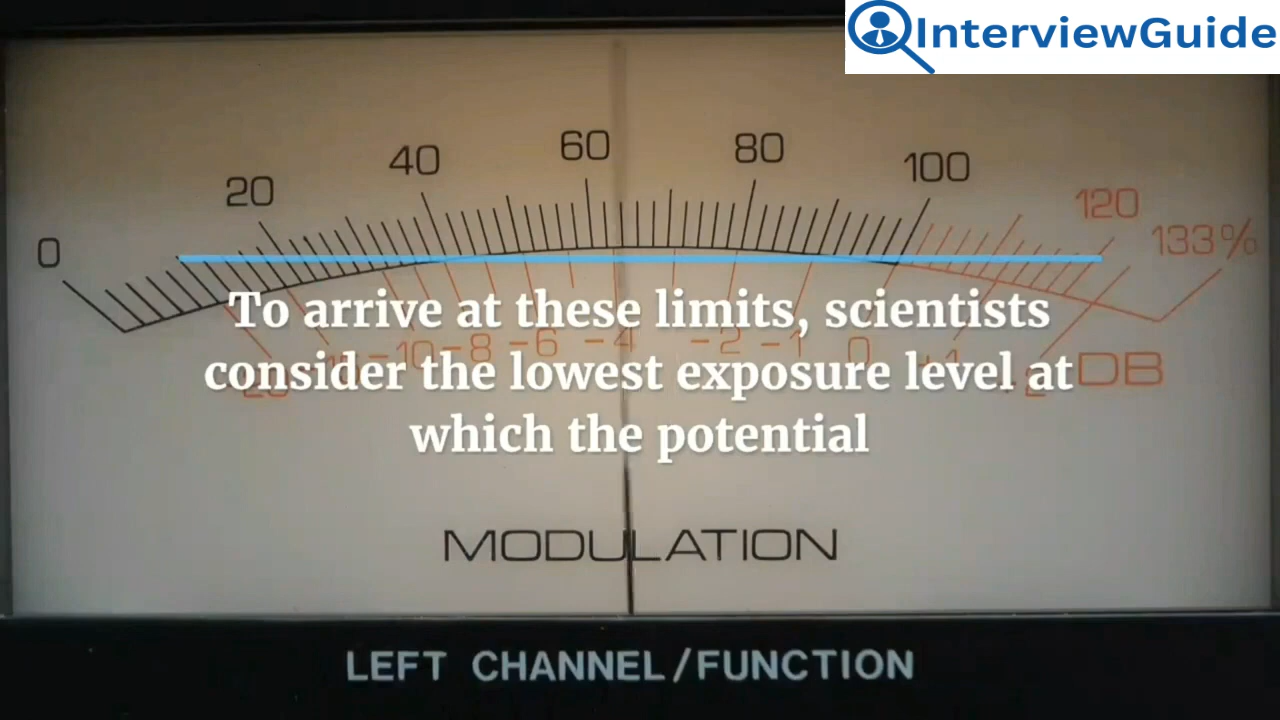 InterviewGuide
0 20 40 60 80 100 120 133%
To arrive at these limits, scientists
-10 -8 -6 -4 -2 -1 0
consider the lowest exposure level at
DB
which the potential
MODULATION
LEFT CHANNEL/FUNCTION